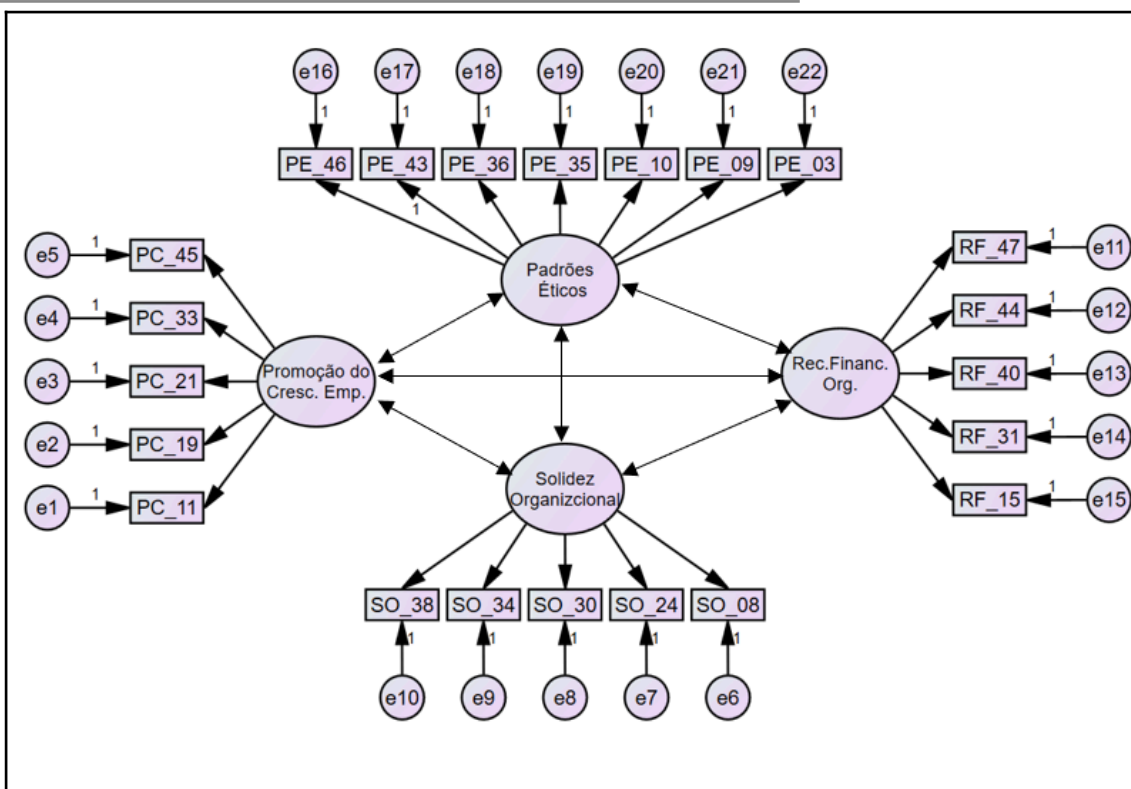 e16 e17 e18 e19 e20 e21 e22
1 1 1 1 1 1 1
PE_46 PE_43 PE_36 PE_35 PE_10 PE_09 PE_03
1
Padrões
Éticos
e5 1 PC_45
e4 1 PC_33
e3 1 PC_21
e2 1 PC_19
e1 1 PC_11
Promoção do
Cresc. Emp.
Rec.Financ.
Org.
RF_47 1 e11
RF_44 1 e12
RF_40 1 e13
RF_31 1 e14
RF_15 1 e15
Solidez
Organizcional
SO_38 SO_34 SO_30 SO_24 SO_08
1 1 1 1 1
e10 e9 e8 e7 e6